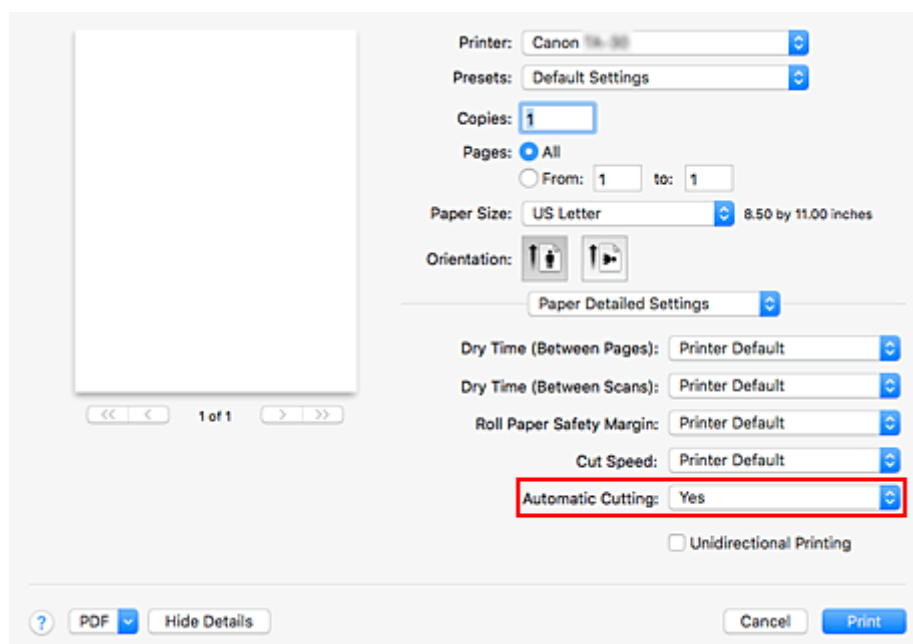 Printer: Canon
Presets: Default Settings
Copies: 1
Pages: All
From: 1 to: 1
Paper Size: US Letter 8.50 by 11.00 inches
Orientation:
Paper Detailed Settings
Dry Time (Between Pages): Printer Default
Dry Time (Between Scans): Printer Default
1 of 1
Roll Paper Safety Margin: Printer Default
Cut Speed: Printer Default
Automatic Cutting: Yes
Unidirectional Printing
? PDF Hide Details Cancel Print